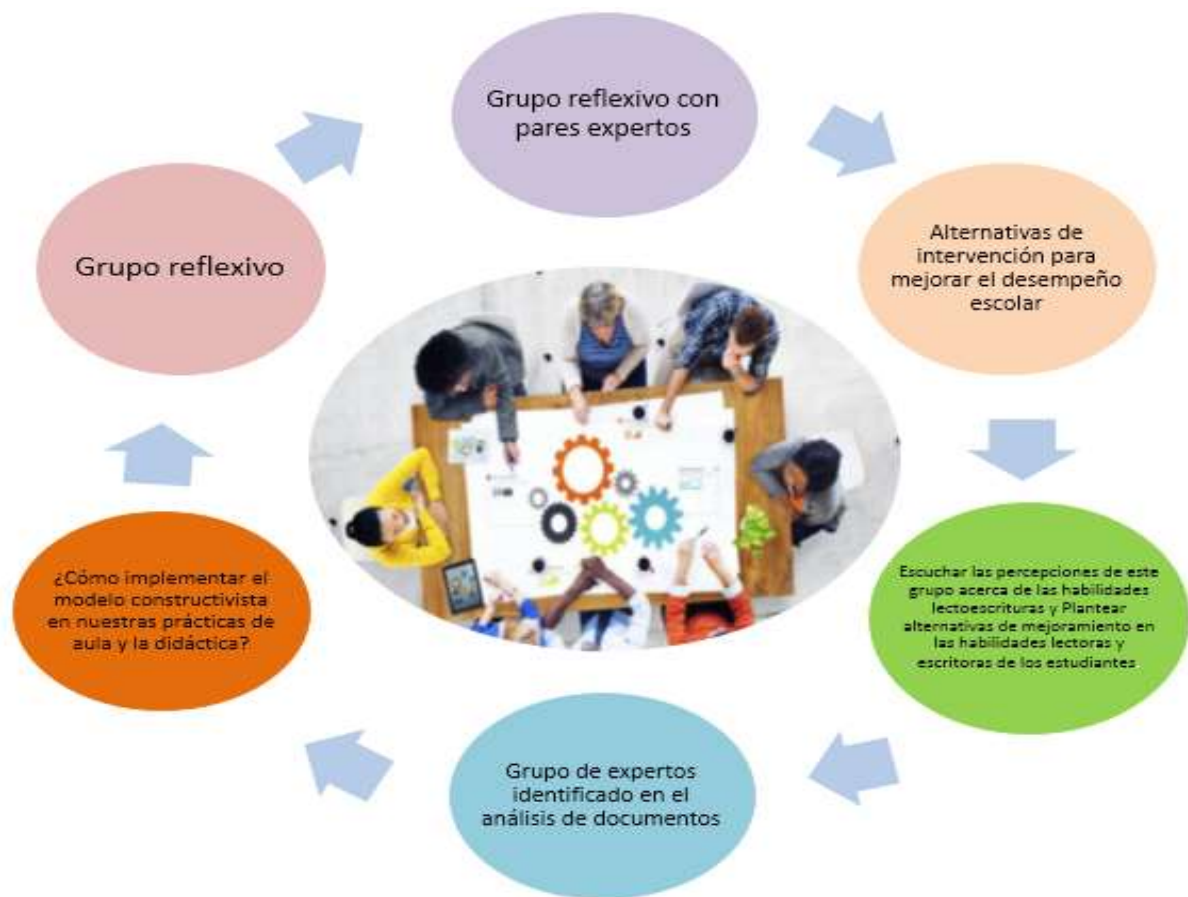 Grupo reflexivo con
pares expertos
Alternativas de
intervención para
mejorar el desempeño
escolar
Escuchar las percepciones de este
grupo acerca de las habilidades
lectoescrituras y Plantear
alternativas de mejoramiento en
las habilidades lectoras y
escritoras de los estudiantes
Grupo de expertos
identificado en el
análisis de documentos
¿Cómo implementar el
modelo constructivista
en nuestras prácticas de
aula y la didáctica?
Grupo reflexivo